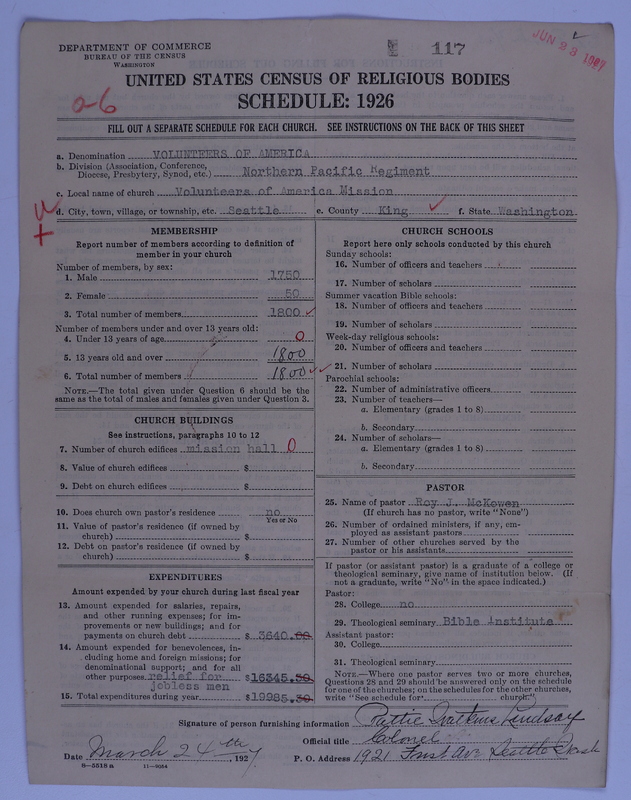 DEPARTMENT OF COMMERCE
BUREAU OF THE CENSUS
WASHINGTON
117
JUN 23 1927
UNITED STATES CENSUS OF RELIGIOUS BODIES
SCHEDULE: 1926
a-6
FILL OUT A SEPARATE SCHEDULE FOR EACH CHURCH. SEE INSTRUCTIONS ON THE BACK OF THIS SHEET
a. Denomination VOLUNTEERS OF AMERICA
b. Division (Association, Conference, Diocese, Presbytery, Synod, etc.) Northern Pacific Regiment
c. Local name of church Volunteers of America Mission
d. City, town, village, or township, etc. Seattle e. County King f. State Washington
MEMBERSHIP
Report number of members according to definition of
member in your church
Number of members, by sex:
1. Male 1750
2. Female 50
3. Total number of members 1800
Number of members under and over 13 years old:
4. Under 13 years of age 0
5. 13 years old and over 1800
6. Total number of members 1800
NOTE.—The total given under Question 6 should be
same as the total of males and females given under Question 3.
CHURCH BUILDINGS
See instructions, paragraphs 10 to 12
7. Number of church edifices mission hall 0
8. Value of church edifices $
9. Debt on church edifices $
10. Does church own pastor's residence no
Yes or No
11. Value of pastor's residence (if owned by
church) $
12. Debt on pastor's residence (if owned by
church) $
EXPENDITURES
Amount expended by your church during last fiscal year
13. Amount expended for salaries, repairs,
and other running expenses; for im-
provements or new buildings; and for
payments on church debt $ 3640.00
14. Amount expended for benevolences, in-
cluding home and foreign missions; for
denominational support; and for all
other purposes relief for $ 16345.30
jobless men
15. Total expenditures during year $ 19985.30
CHURCH SCHOOLS
Report here only schools conducted by this church
Sunday schools:
16. Number of officers and teachers
17. Number of scholars
Summer vacation Bible schools:
18. Number of officers and teachers
19. Number of scholars
Week-day religious schools:
20. Number of officers and teachers
21. Number of scholars
Parochial schools:
22. Number of administrative officers
23. Number of teachers—
a. Elementary (grades 1 to 8)
b. Secondary
24. Number of scholars—
a. Elementary (grades 1 to 8)
b. Secondary
PASTOR
25. Name of pastor Roy J. McKowen
(If church has no pastor, write "None")
26. Number of ordained ministers, if any, em-
ployed as assistant pastors
27. Number of other churches served by the
pastor or his assistants
If pastor (or assistant pastor) is a graduate of a college or
theological seminary, give name of institution below. (If
not a graduate, write "No" in the space indicated.)
Pastor:
28. College no
29. Theological seminary Bible Institute
Assistant pastor:
30. College
31. Theological seminary
NOTE.—Where one pastor serves two or more churches,
Questions 28 and 29 should be answered only on the schedule
for one of the churches; on the schedules for the other churches,
write "See schedule for church."
Signature of person furnishing information Pattie Watkins Lindsay
Official title Colonel
Date March 24th, 1927 P. O. Address 1921 First Ave Seattle Wash
8—5518 a 11—9084